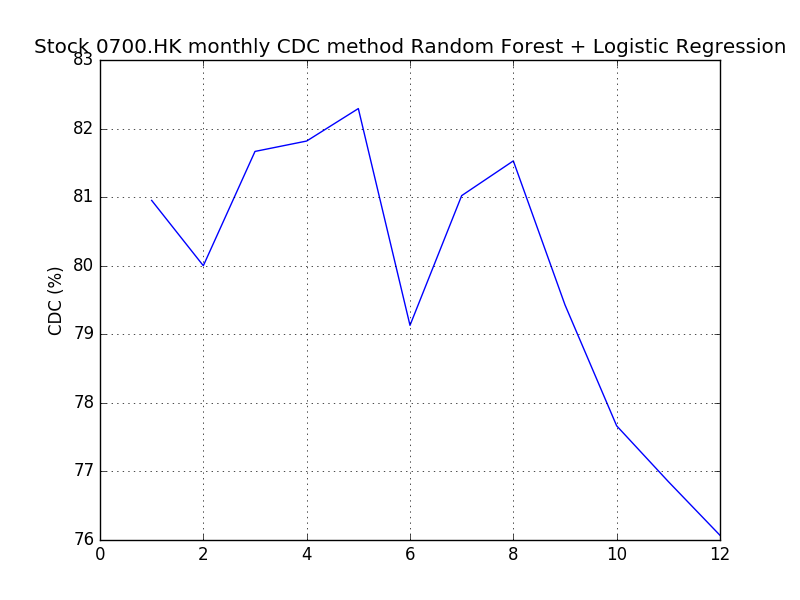 Stock 0700.HK monthly CDC method Random Forest + Logistic Regression
83
82
81
80
79
78
77
76
CDC (%)
0 2 4 6 8 10 12